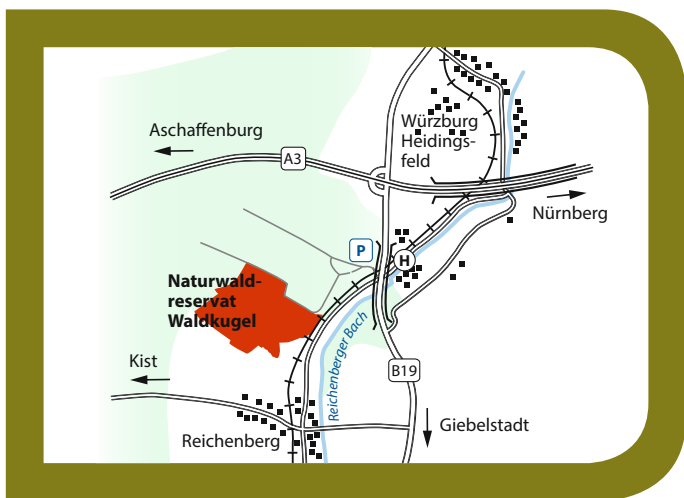 Aschaffenburg
A3
Würzburg
Heidings-
feld
Nürnberg
P
H
Naturwald-
reservat
Waldkugel
Reichenberger Bach
Kist
B19
Reichenberg
Giebelstadt